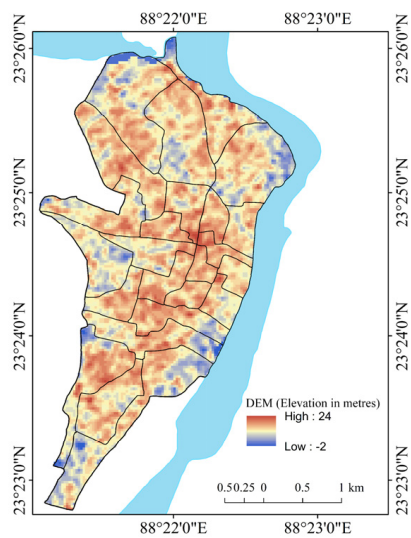 88°22'0"E 88°23'0"E
23°26'0"N 23°26'0"N
23°25'0"N 23°25'0"N
23°24'0"N 23°24'0"N
DEM (Elevation in metres)
High : 24
Low : -2
23°23'0"N 23°23'0"N
0.50.25 0 0.5 1 km
88°22'0"E 88°23'0"E